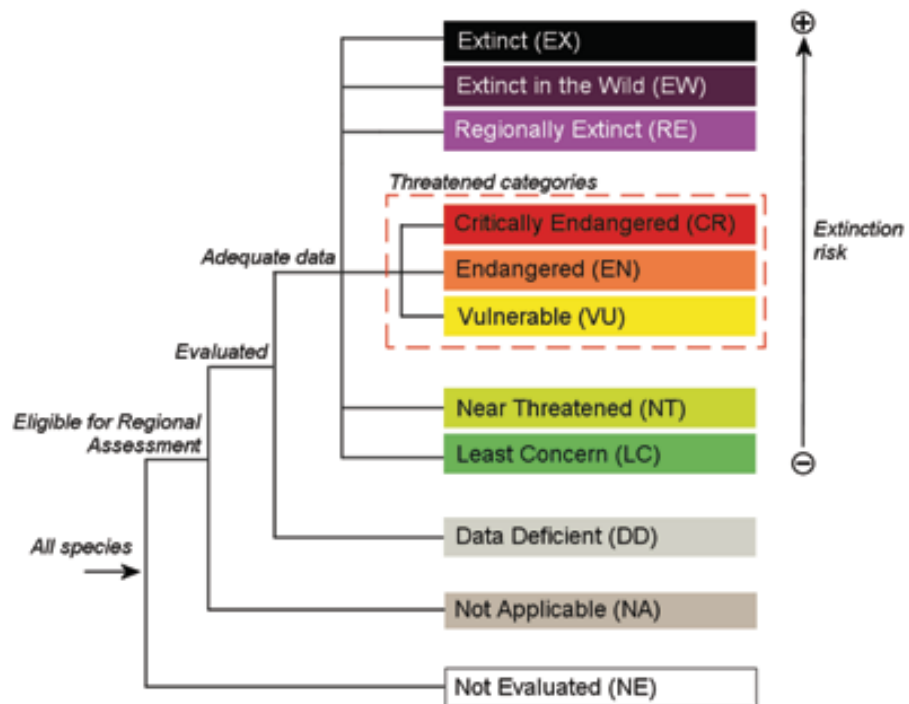 Extinct (EX)
Extinct in the Wild (EW)
Regionally Extinct (RE)
Threatened categories
Critically Endangered (CR)
Extinction
risk
Adequate data
Endangered (EN)
Vulnerable (VU)
Evaluated
Near Threatened (NT)
Eligible for Regional
Assessment
Least Concern (LC)
Data Deficient (DD)
All species
Not Applicable (NA)
Not Evaluated (NE)